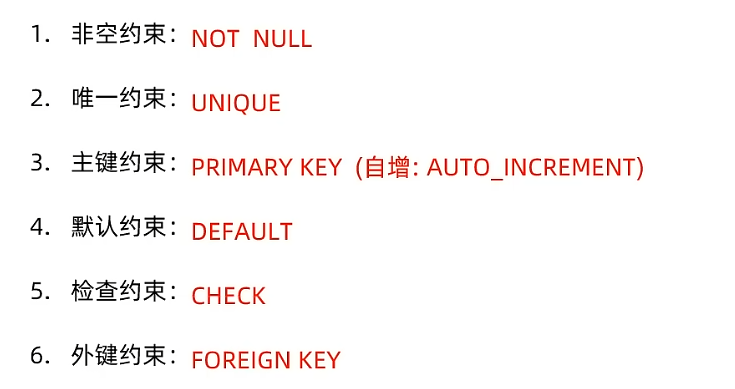 1. 非空约束：NOT NULL
2. 唯一约束：UNIQUE
3. 主键约束：PRIMARY KEY (自增: AUTO_INCREMENT)
4. 默认约束：DEFAULT
5. 检查约束：CHECK
6. 外键约束：FOREIGN KEY